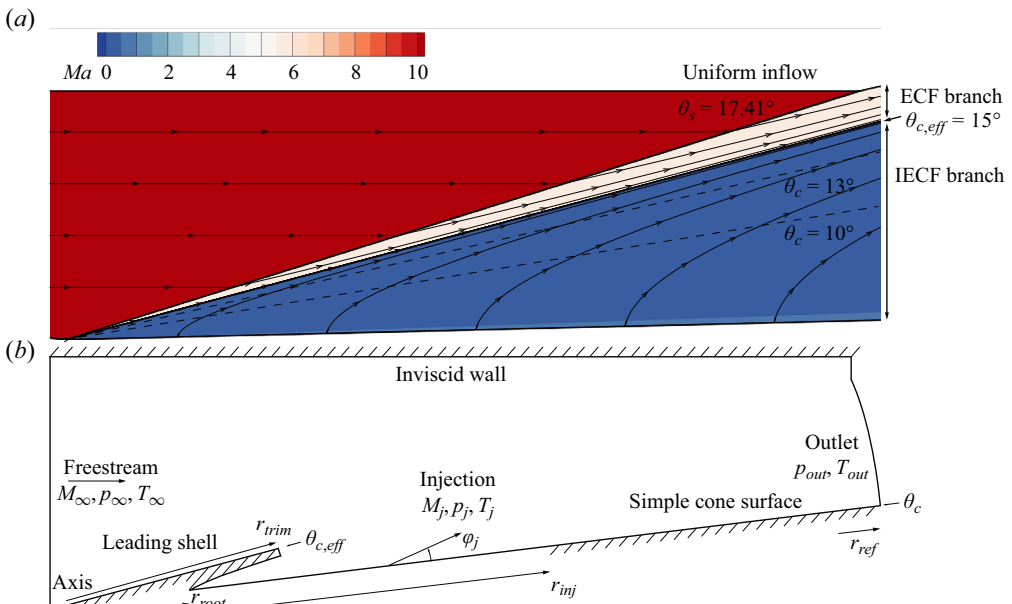 (a)
Ma 0 2 4 6 8 10
Uniform inflow
θs = 17.41°
ECF branch
θc,eff = 15°
IECF branch
θc = 13°
θc = 10°
(b)
Inviscid wall
Freestream
M∞, p∞, T∞
Injection
Mj, pj, Tj
φj
Outlet
pout, Tout
Simple cone surface
θc
rref
Leading shell
rtrim
θc,eff
Axis
rroot
rinj